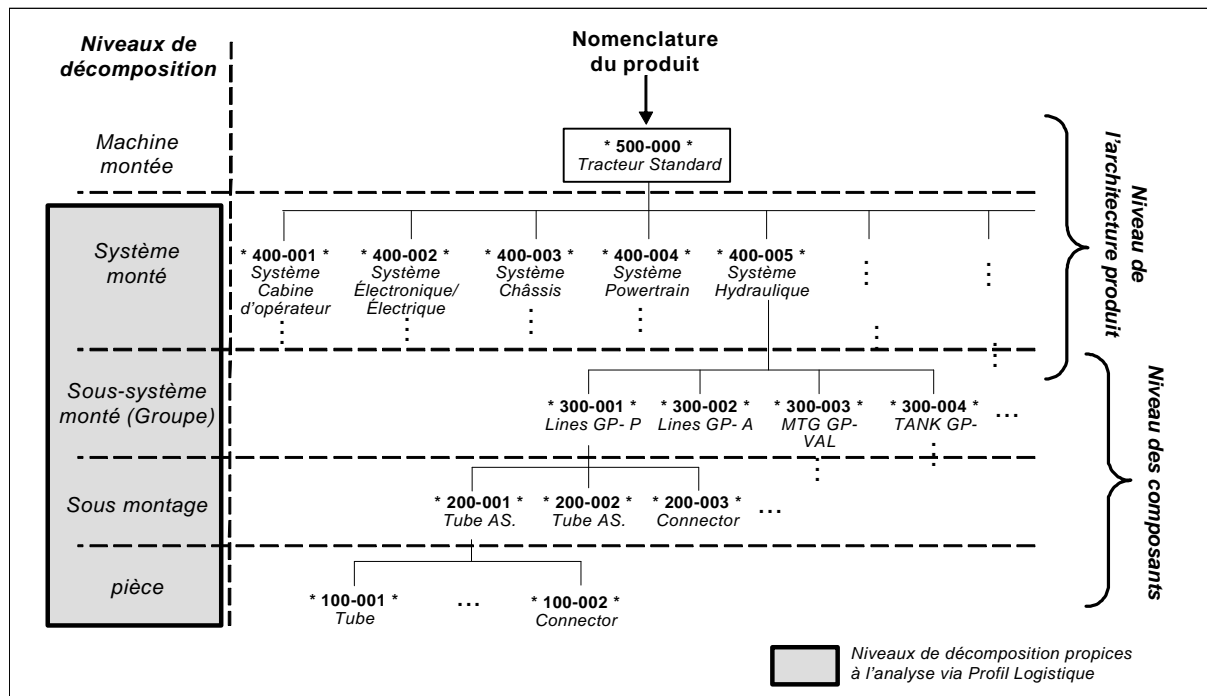 Niveaux de
décomposition
Nomenclature
du produit
Machine
montée
* 500-000 *
Tracteur Standard
Système
monté
* 400-001 * * 400-002 * * 400-003 * * 400-004 * * 400-005 *
Système Système Système Système Système
Cabine Électronique/ Châssis Powertrain Hydraulique
d'opérateur Électrique
Sous-système
monté (Groupe)
* 300-001 * * 300-002 * * 300-003 * * 300-004 * ...
Lines GP- P Lines GP- A MTG GP- TANK GP-
VAL
Sous montage
* 200-001 * * 200-002 * * 200-003 * ...
Tube AS. Tube AS. Connector
pièce
* 100-001 * ... * 100-002 *
Tube Connector
Niveau de
l'architecture produit
Niveau des composants
Niveaux de décomposition propices
à l'analyse via Profil Logistique